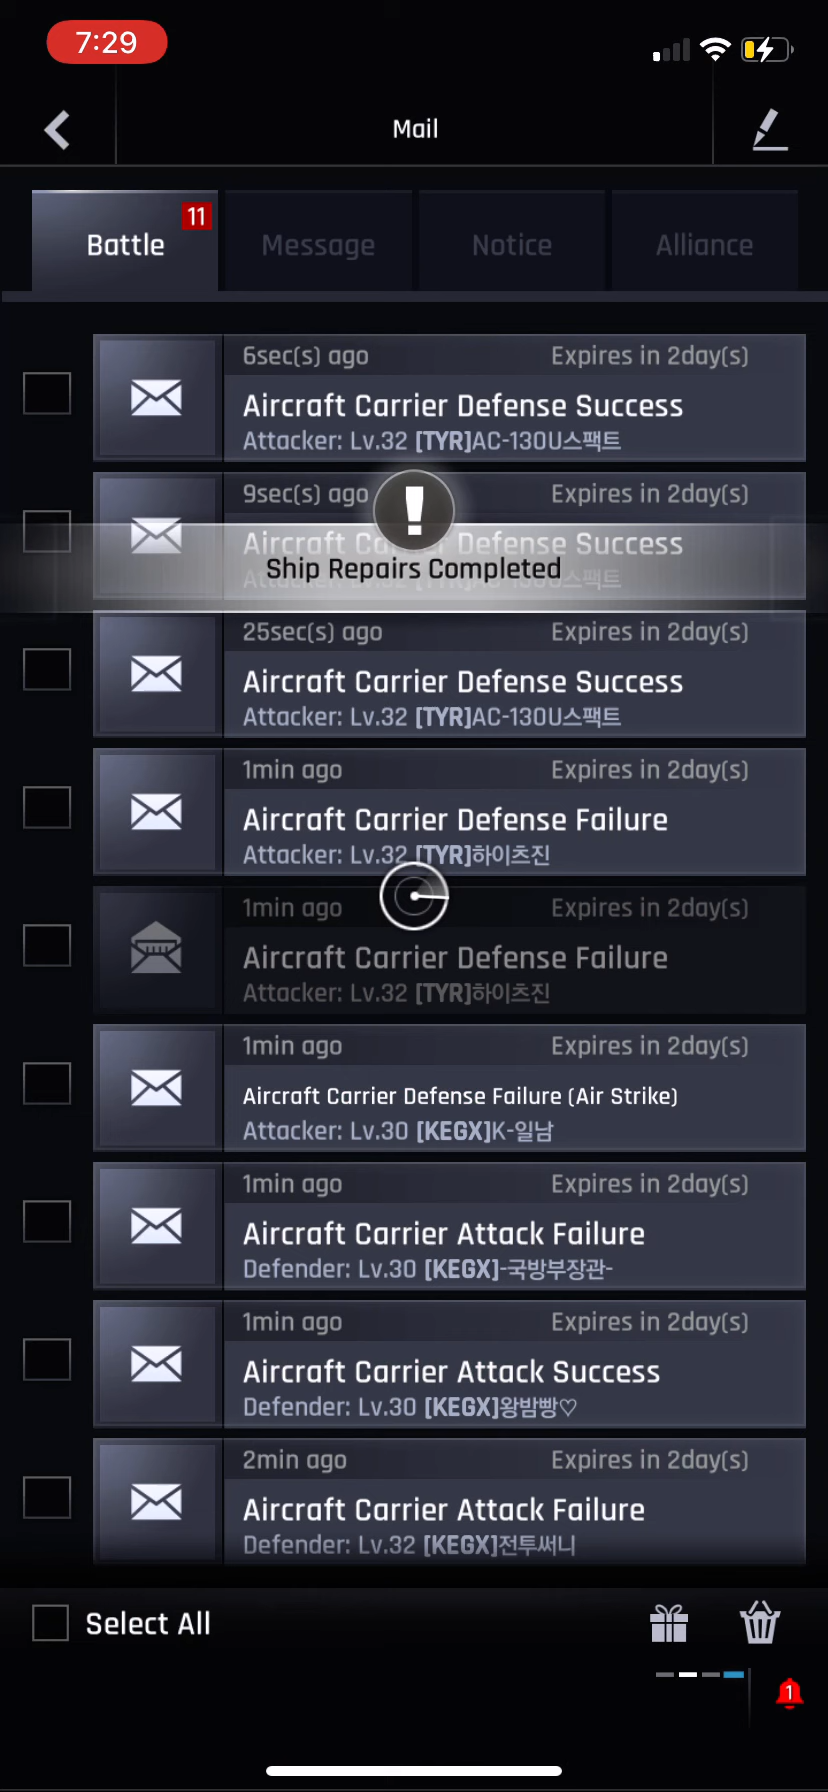 7:29
Mail
Battle 11
Message
Notice
Alliance
6sec(s) ago Expires in 2day(s)
Aircraft Carrier Defense Success
Attacker: Lv.32 [TYR]AC-130U스팩트
9sec(s) ago Expires in 2day(s)
Aircraft Carrier Defense Success
Ship Repairs Completed
25sec(s) ago Expires in 2day(s)
Aircraft Carrier Defense Success
Attacker: Lv.32 [TYR]AC-130U스팩트
1min ago Expires in 2day(s)
Aircraft Carrier Defense Failure
Attacker: Lv.32 [TYR]하이츠진
1min ago Expires in 2day(s)
Aircraft Carrier Defense Failure
Attacker: Lv.32 [TYR]하이츠진
1min ago Expires in 2day(s)
Aircraft Carrier Defense Failure (Air Strike)
Attacker: Lv.30 [KEGX]K-일남
1min ago Expires in 2day(s)
Aircraft Carrier Attack Failure
Defender: Lv.30 [KEGX]-국방부장관-
1min ago Expires in 2day(s)
Aircraft Carrier Attack Success
Defender: Lv.30 [KEGX]왕밤빵♡
2min ago Expires in 2day(s)
Aircraft Carrier Attack Failure
Defender: Lv.32 [KEGX]전투써니
Select All
1